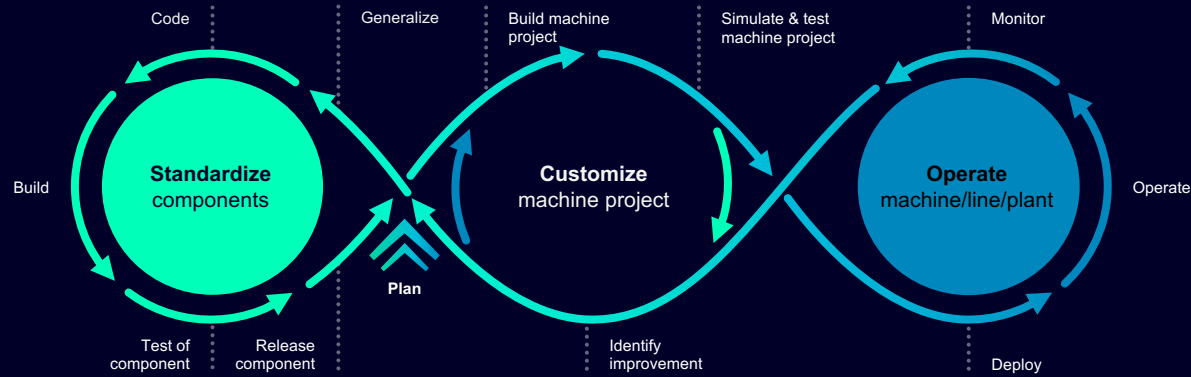 Code
Generalize
Build machine
project
Simulate & test
machine project
Monitor
Standardize
components
Customize
machine project
Operate
machine/line/plant
Build
Operate
Plan
Test of
component
Release
component
Identify
improvement
Deploy